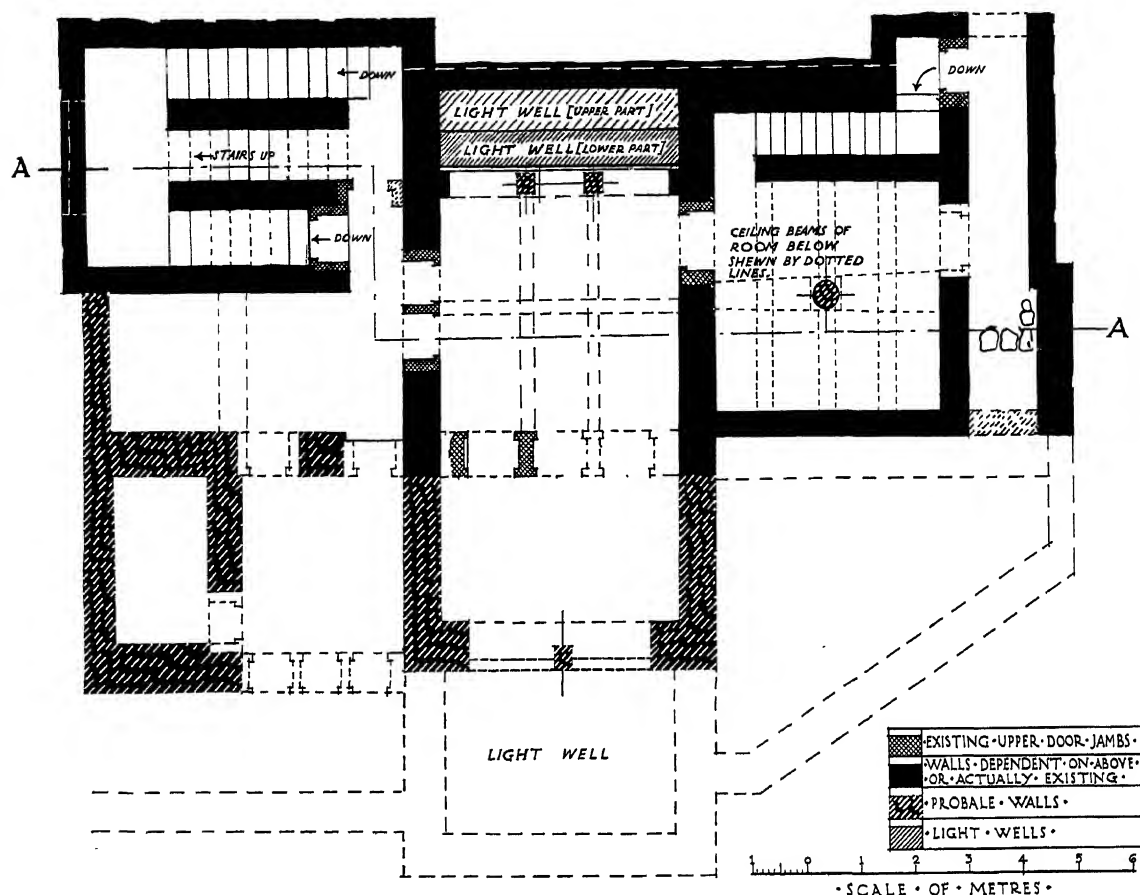 DOWN
DOWN
LIGHT WELL [UPPER PART]
LIGHT WELL [LOWER PART]
STAIRS UP
A
DOWN
CEILING BEAMS OF
ROOM BELOW
SHEWN BY DOTTED
LINES.
A
LIGHT WELL
·EXISTING·UPPER·DOOR·JAMBS·
·WALLS·DEPENDENT·ON·ABOVE·
·OR·ACTUALLY·EXISTING·
·PROBALE·WALLS·
·LIGHT·WELLS·
1 0 1 2 3 4 5 6
·SCALE·OF·METRES·